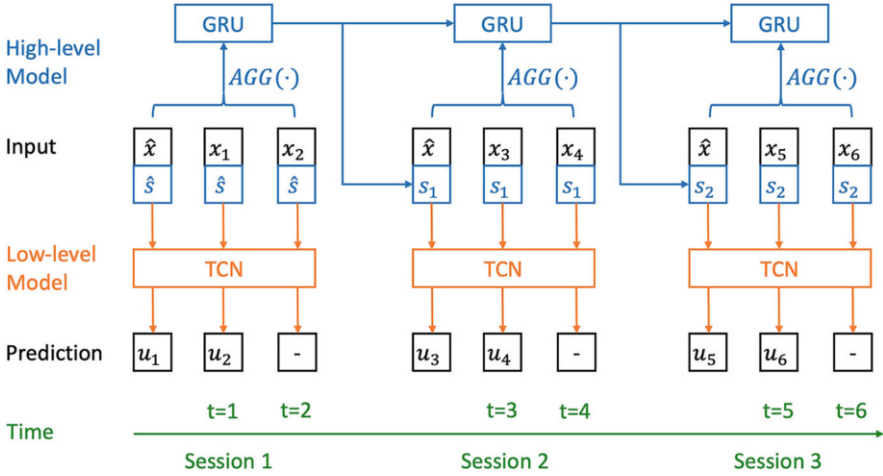 GRU GRU GRU
High-level
Model
AGG(·) AGG(·) AGG(·)
Input x̂ x₁ x₂ x̂ x₃ x₄ x̂ x₅ x₆
ŝ ŝ ŝ s₁ s₁ s₁ s₂ s₂ s₂
Low-level
Model
TCN TCN TCN
Prediction u₁ u₂ - u₃ u₄ - u₅ u₆ -
t=1 t=2 t=3 t=4 t=5 t=6
Time
Session 1 Session 2 Session 3